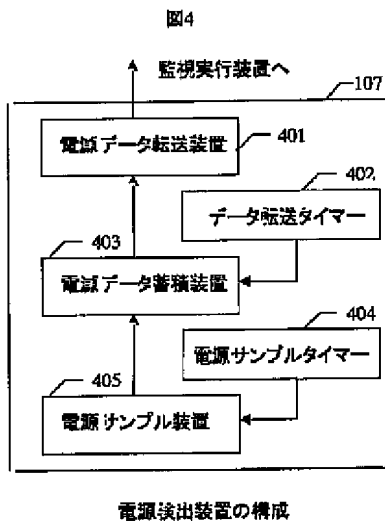 図4
監視実行装置へ
107
電源データ転送装置
401
402
データ転送タイマー
403
電源データ蓄積装置
404
電源サンプルタイマー
405
電源サンプル装置
電源検出装置の構成